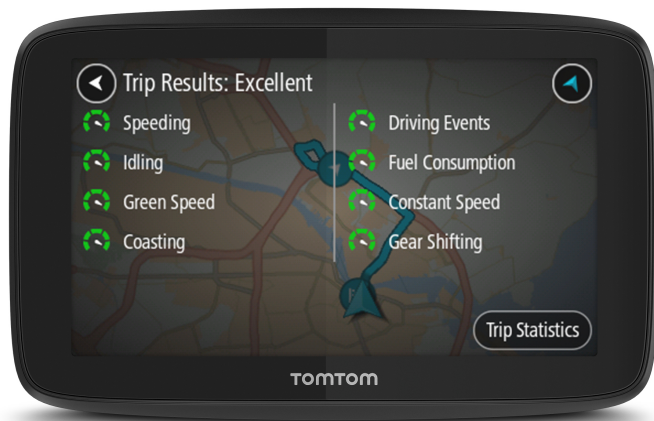 Trip Results: Excellent
Speeding
Idling
Green Speed
Coasting
Driving Events
Fuel Consumption
Constant Speed
Gear Shifting
Trip Statistics
TOMTOM